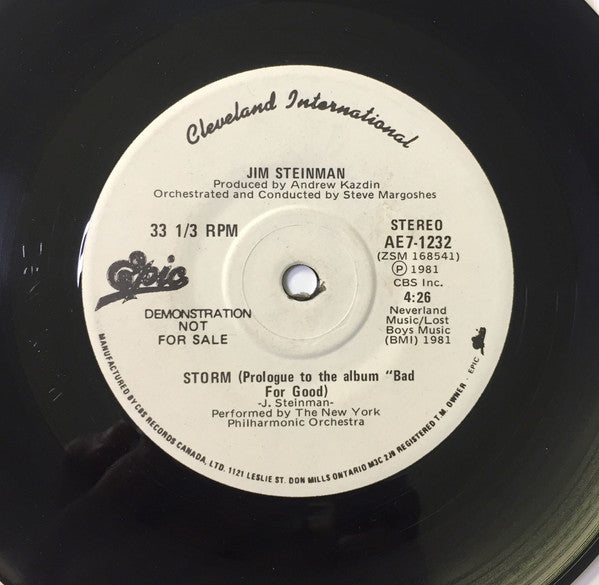 Cleveland International
JIM STEINMAN
Produced by Andrew Kazdin
Orchestrated and Conducted by Steve Margoshes
33 1/3 RPM
STEREO
AE7-1232
(ZSM 168541)
Ⓟ 1981
CBS Inc.
4:26
Neverland
Music/Lost
Boys Music
(BMI) 1981
Epic
DEMONSTRATION
NOT
FOR SALE
STORM (Prologue to the album "Bad
For Good)
-J. Steinman-
Performed by The New York
Philharmonic Orchestra
MANUFACTURED BY CBS RECORDS CANADA, LTD. 1121 LESLIE ST. DON MILLS ONTARIO M3C 2J9 REGISTERED T.M. OWNER · EPIC